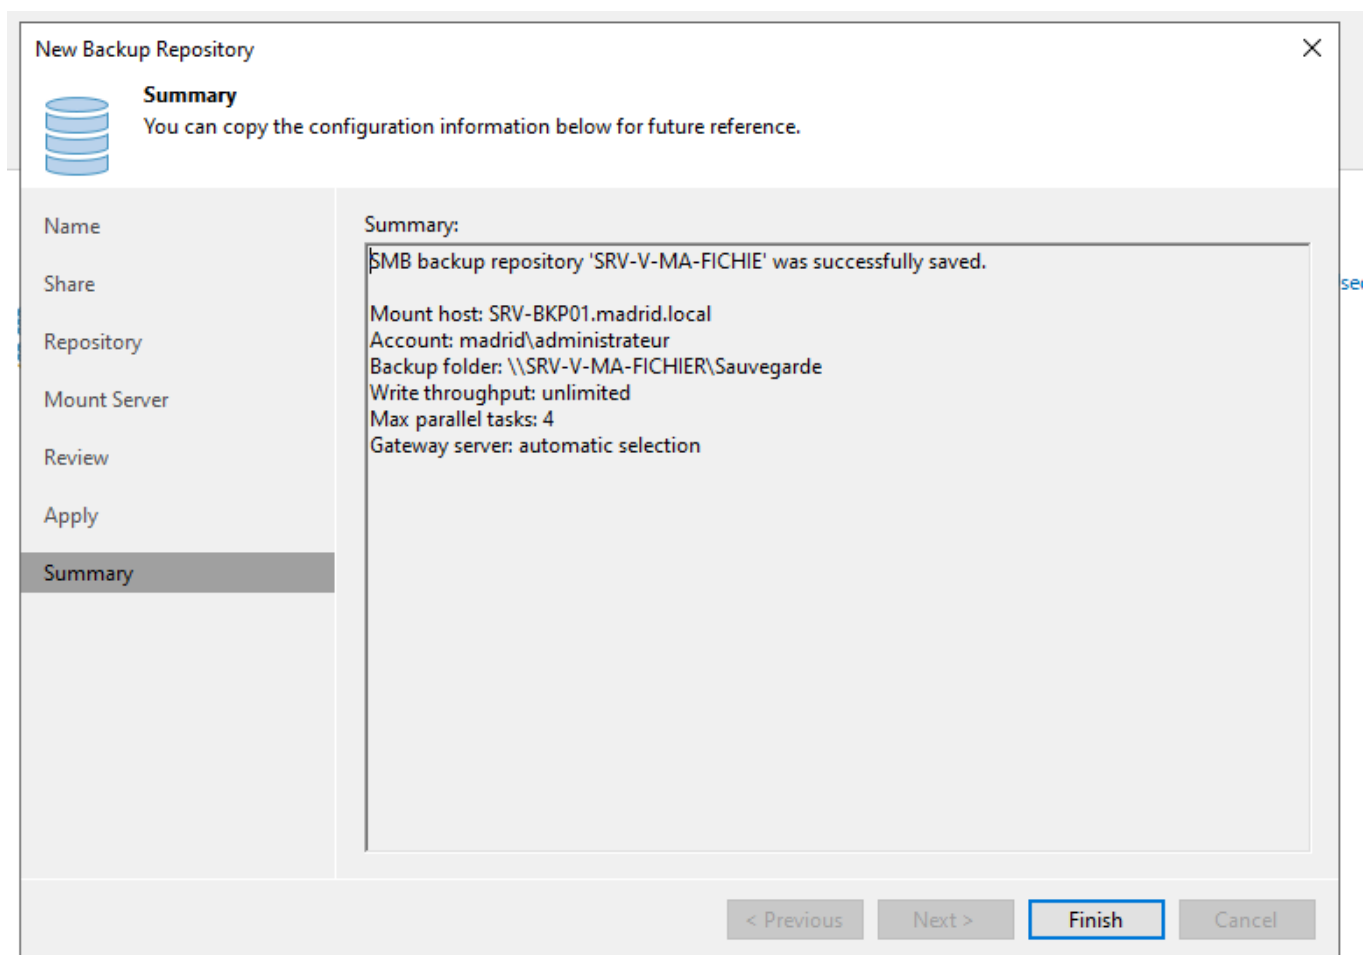 New Backup Repository
Summary
You can copy the configuration information below for future reference.
Name
Share
Repository
Mount Server
Review
Apply
Summary
Summary:
SMB backup repository 'SRV-V-MA-FICHIE' was successfully saved.
Mount host: SRV-BKP01.madrid.local
Account: madrid\administrateur
Backup folder: \\SRV-V-MA-FICHIER\Sauvegarde
Write throughput: unlimited
Max parallel tasks: 4
Gateway server: automatic selection
< Previous
Next >
Finish
Cancel